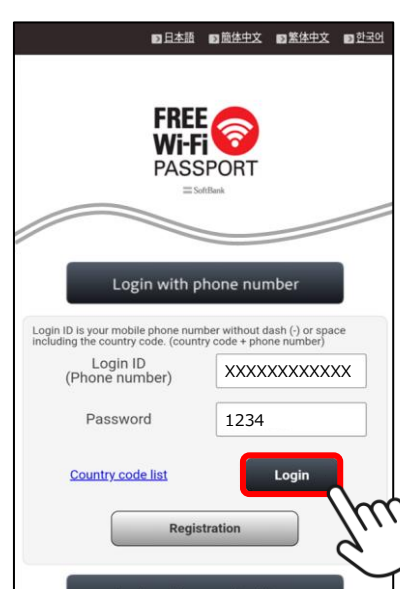 日本語 簡体中文 繁体中文 한국어
FREE
Wi-Fi
PASSPORT
SoftBank
Login with phone number
Login ID is your mobile phone number without dash (-) or space
including the country code. (country code + phone number)
Login ID
(Phone number)
XXXXXXXXXXXX
Password
1234
Country code list
Login
Registration